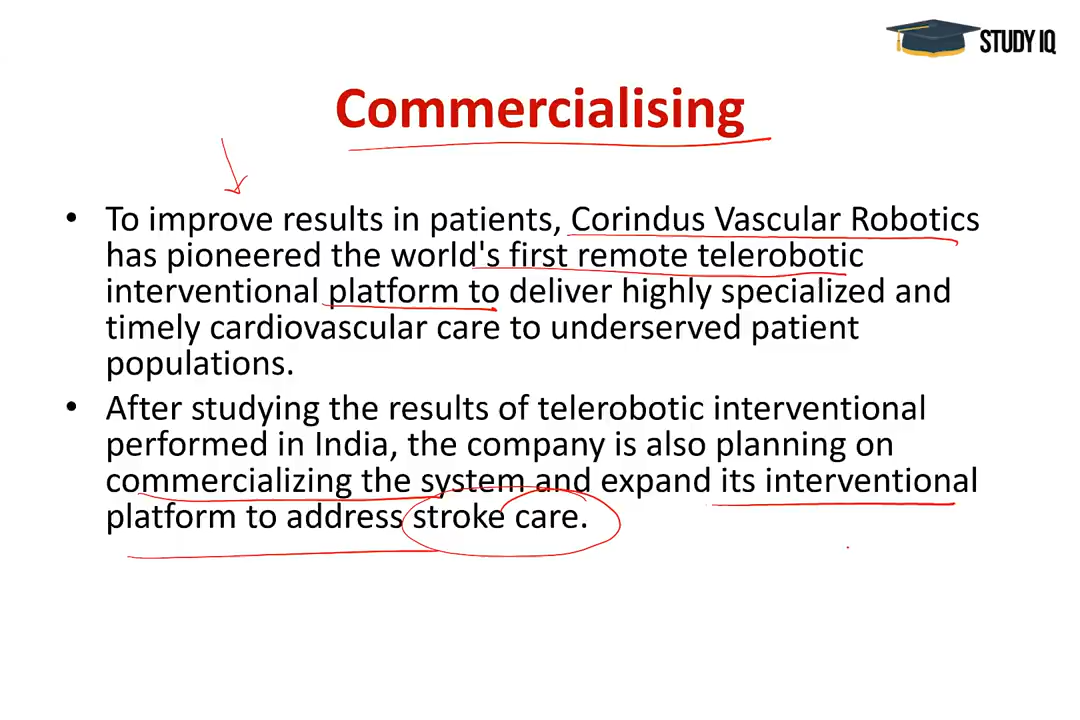 STUDY IQ
Commercialising
• To improve results in patients, Corindus Vascular Robotics
has pioneered the world's first remote telerobotic
interventional platform to deliver highly specialized and
timely cardiovascular care to underserved patient
populations.
• After studying the results of telerobotic interventional
performed in India, the company is also planning on
commercializing the system and expand its interventional
platform to address stroke care.